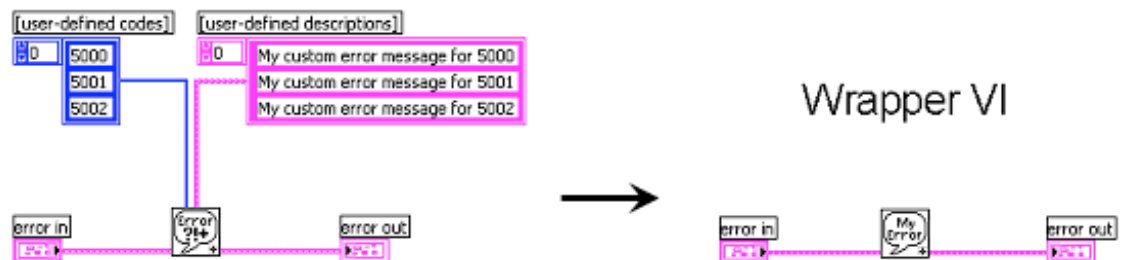 [user-defined codes] [user-defined descriptions]
0 5000 0 My custom error message for 5000
5001 My custom error message for 5001
5002 My custom error message for 5002
Wrapper VI
error in Error ?!+ error out
error in My Error error out